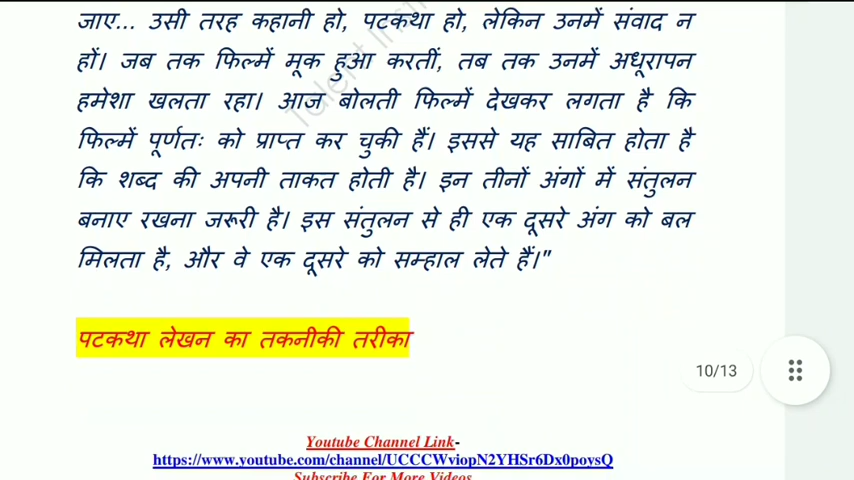 जाए... उसी तरह कहानी हो, पटकथा हो, लेकिन उनमें संवाद न
हों। जब तक फिल्में मूक हुआ करतीं, तब तक उनमें अधूरापन
हमेशा खलता रहा। आज बोलती फिल्में देखकर लगता है कि
फिल्में पूर्णतः को प्राप्त कर चुकी हैं। इससे यह साबित होता है
कि शब्द की अपनी ताकत होती है। इन तीनों अंगों में संतुलन
बनाए रखना जरूरी है। इस संतुलन से ही एक दूसरे अंग को बल
मिलता है, और वे एक दूसरे को सम्हाल लेते हैं।"
पटकथा लेखन का तकनीकी तरीका
10/13
Youtube Channel Link-
https://www.youtube.com/channel/UCCCWviopN2YHSr6Dx0poysQ
Subscribe For More Videos